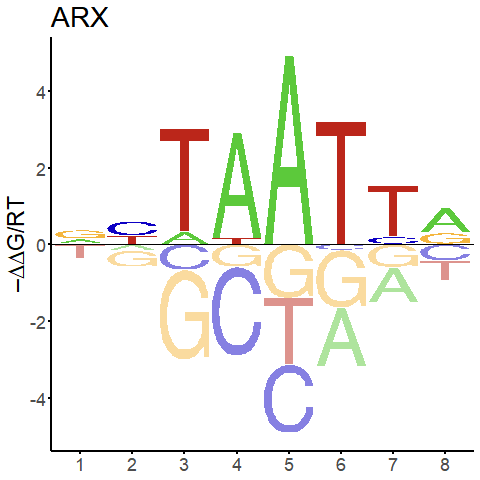 ARX
−ΔΔG/RT
4
2
0
-2
-4
G A T
C T A G
T A C G
A T G C
A G T C
T C G A
T C G A
A G C T
1 2 3 4 5 6 7 8